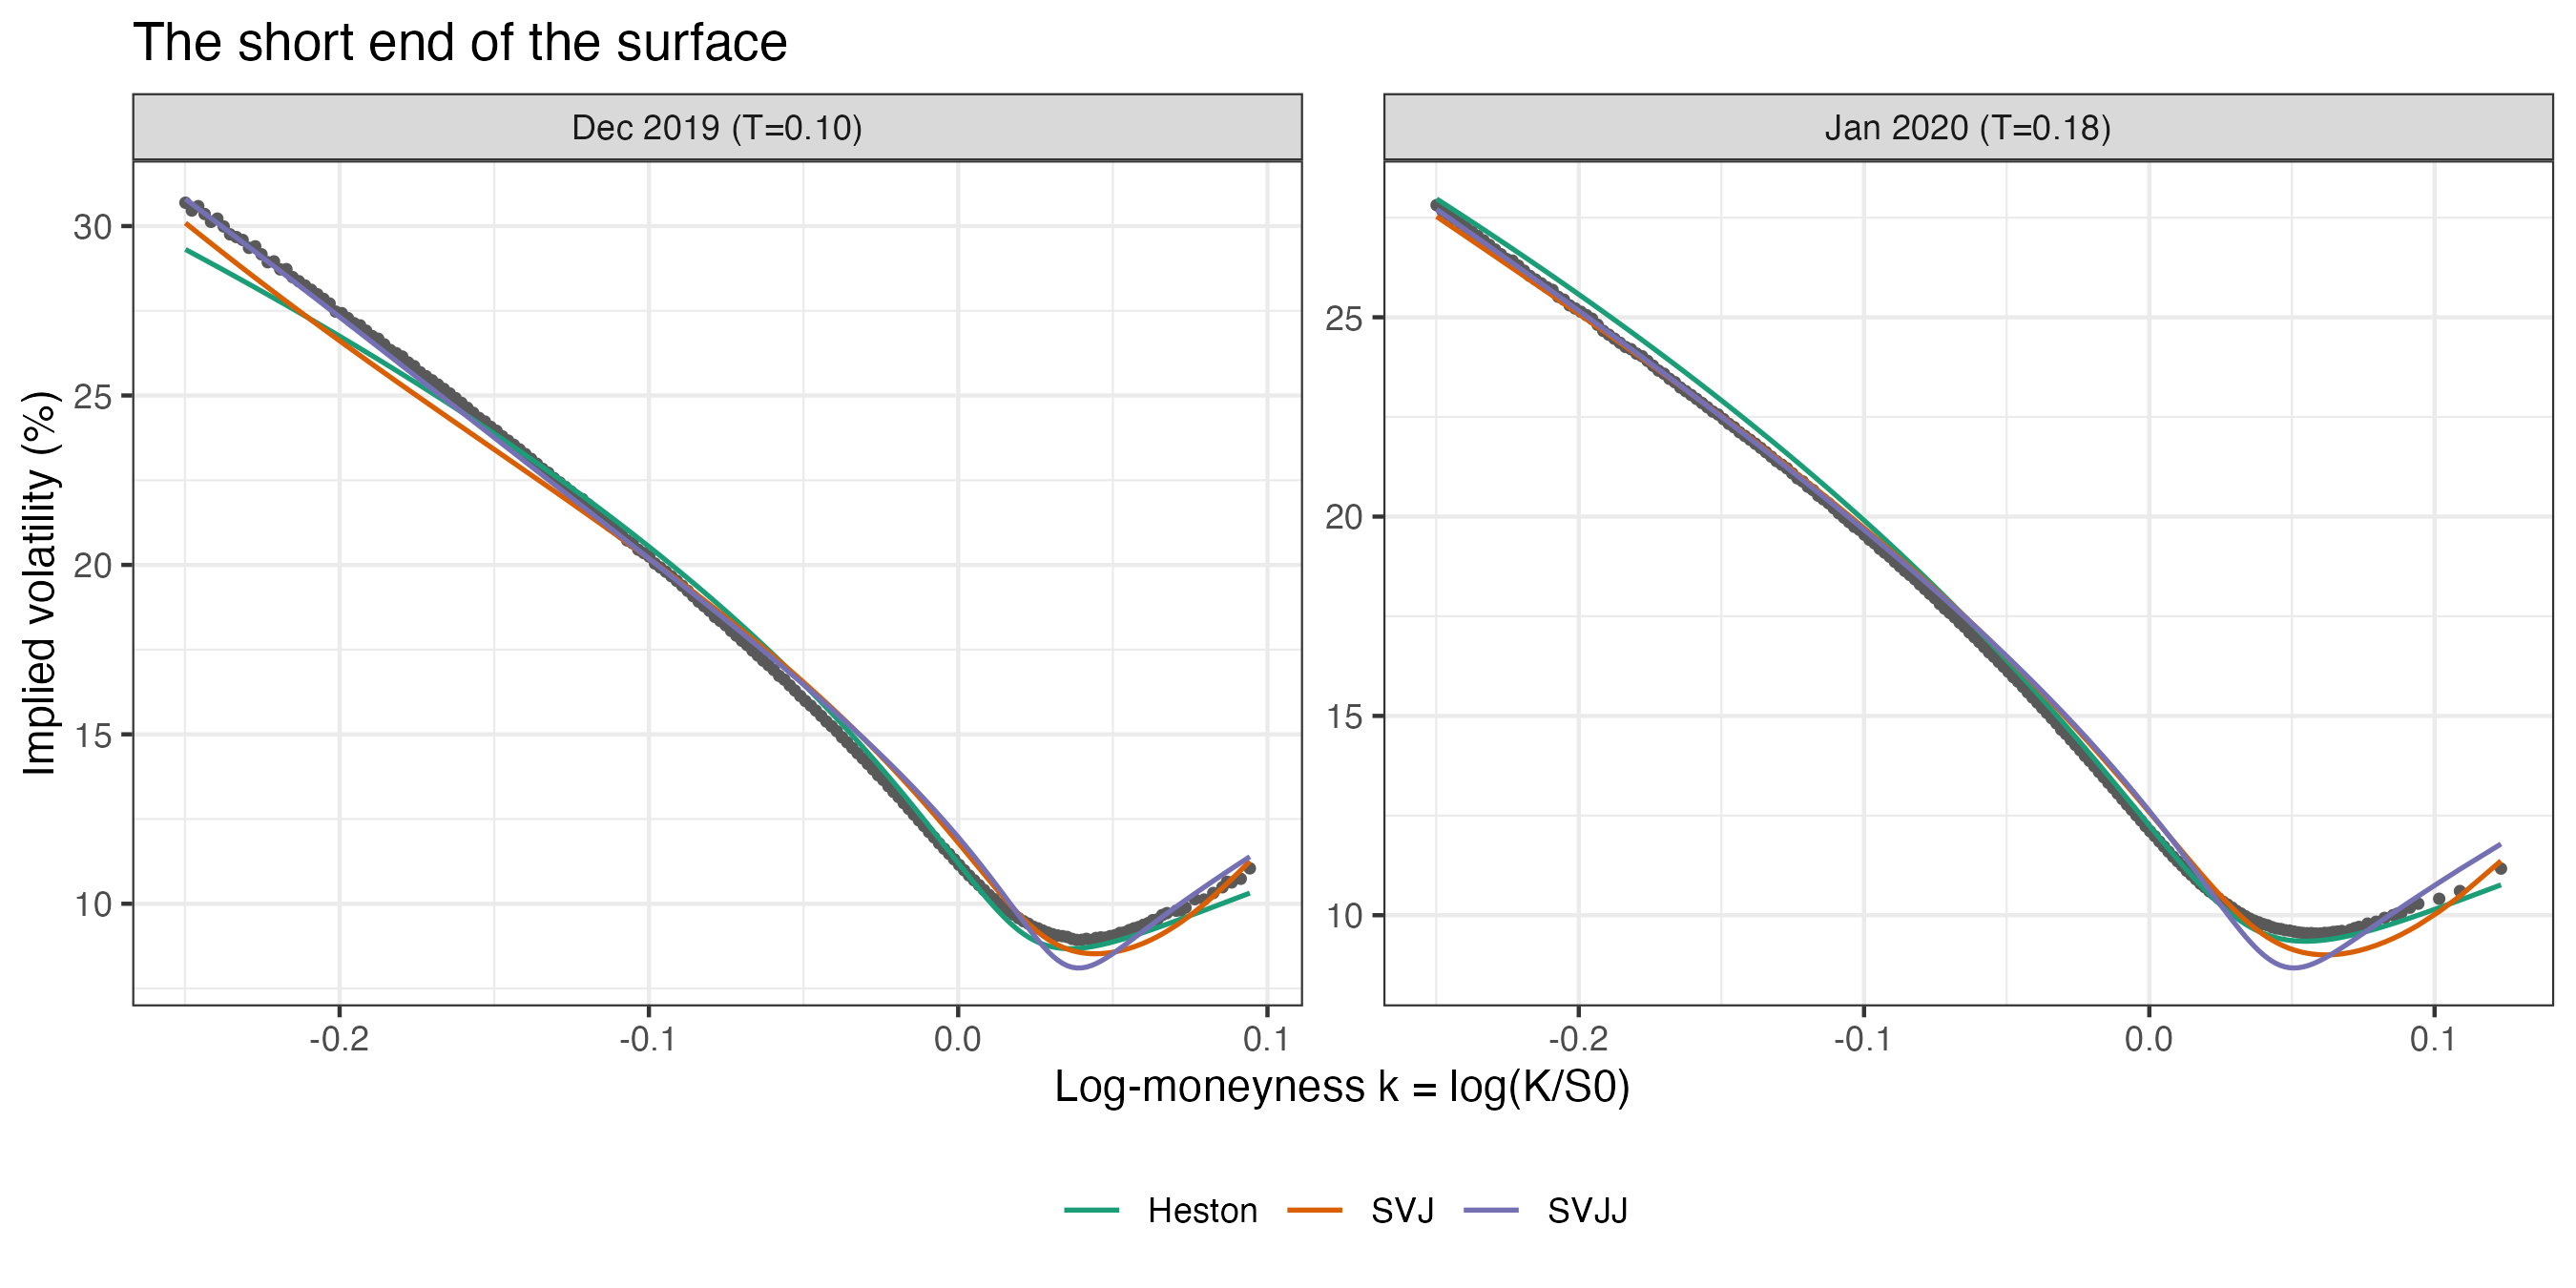 The short end of the surface
Dec 2019 (T=0.10)
Jan 2020 (T=0.18)
Implied volatility (%)
30
25
20
15
10
25
20
15
10
-0.2
-0.1
0.0
0.1
-0.2
-0.1
0.0
0.1
Log-moneyness k = log(K/S0)
Heston SVJ SVJJ